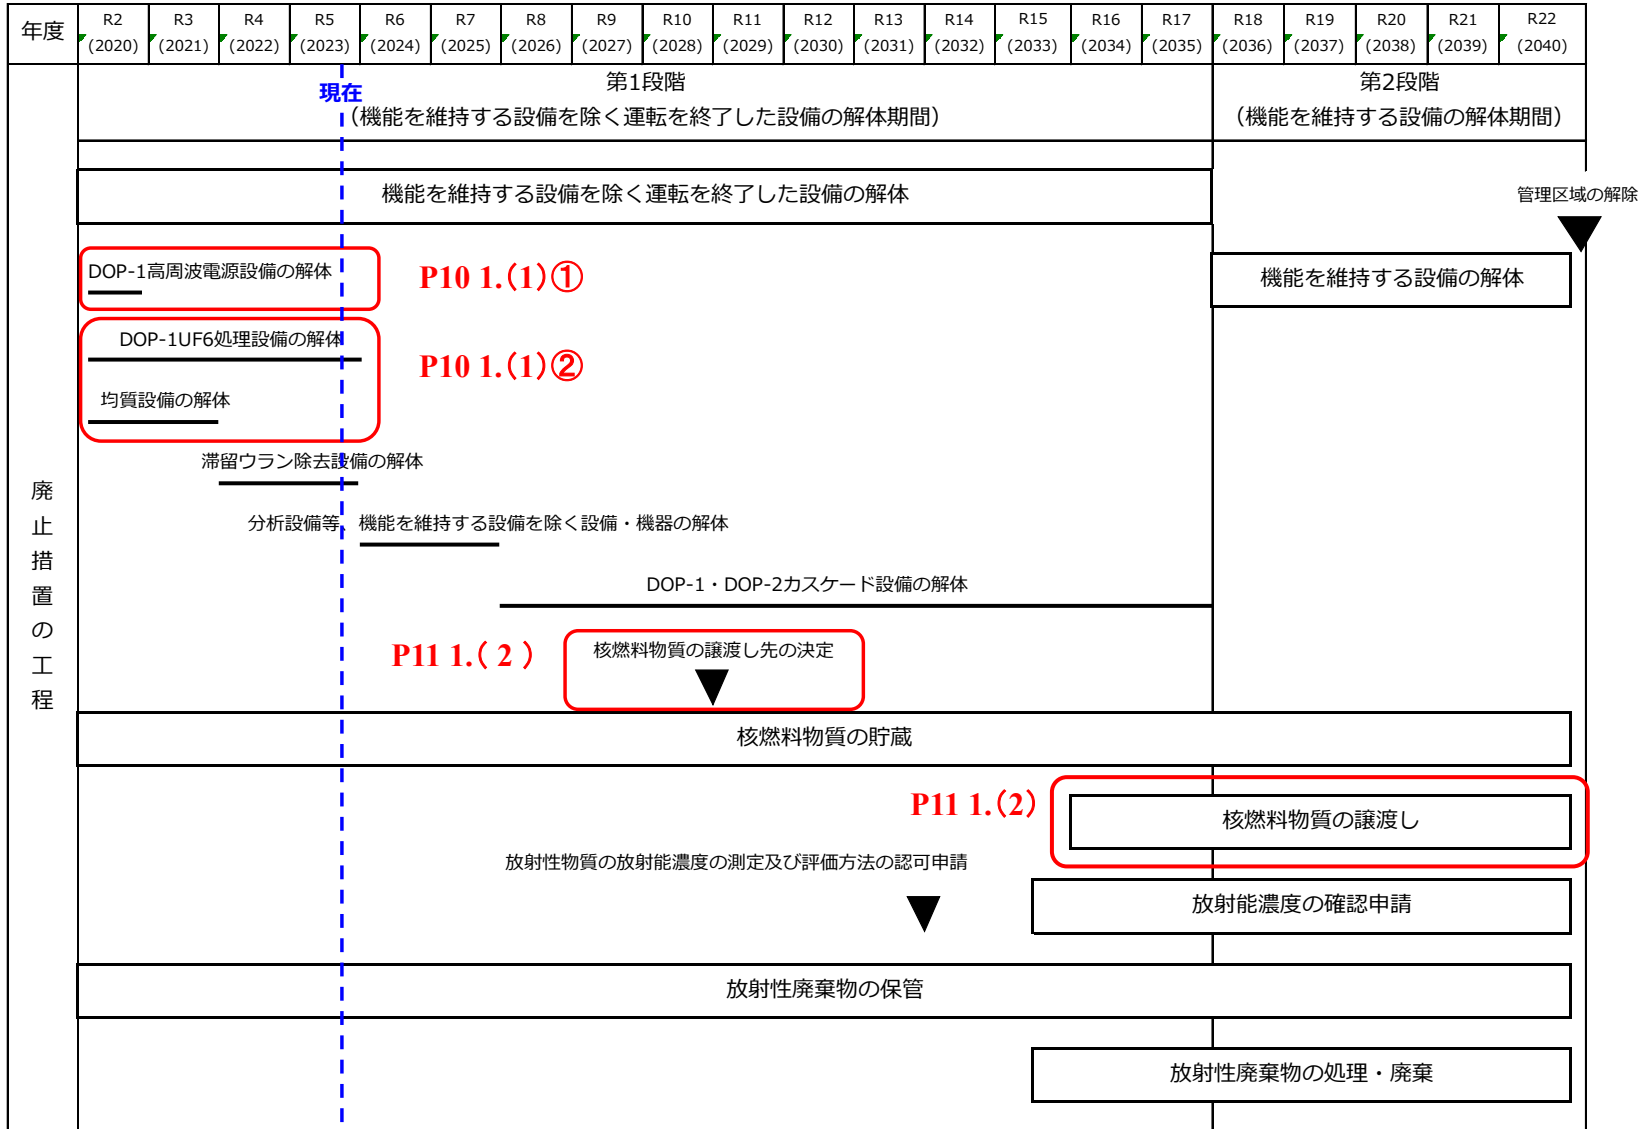 年度
R2 R3 R4 R5 R6 R7 R8 R9 R10 R11 R12 R13 R14 R15 R16 R17 R18 R19 R20 R21 R22
(2020) (2021) (2022) (2023) (2024) (2025) (2026) (2027) (2028) (2029) (2030) (2031) (2032) (2033) (2034) (2035) (2036) (2037) (2038) (2039) (2040)
現在
第1段階
（機能を維持する設備を除く運転を終了した設備の解体期間）
第2段階
（機能を維持する設備の解体期間）
廃止措置の工程
機能を維持する設備を除く運転を終了した設備の解体
管理区域の解除
DOP-1高周波電源設備の解体
P10 1.(1)①
機能を維持する設備の解体
DOP-1UF6処理設備の解体
P10 1.(1)②
均質設備の解体
滞留ウラン除去設備の解体
分析設備等、機能を維持する設備を除く設備・機器の解体
DOP-1・DOP-2カスケード設備の解体
P11 1.( 2 )
核燃料物質の譲渡し先の決定
核燃料物質の貯蔵
P11 1.(2)
核燃料物質の譲渡し
放射性物質の放射能濃度の測定及び評価方法の認可申請
放射能濃度の確認申請
放射性廃棄物の保管
放射性廃棄物の処理・廃棄